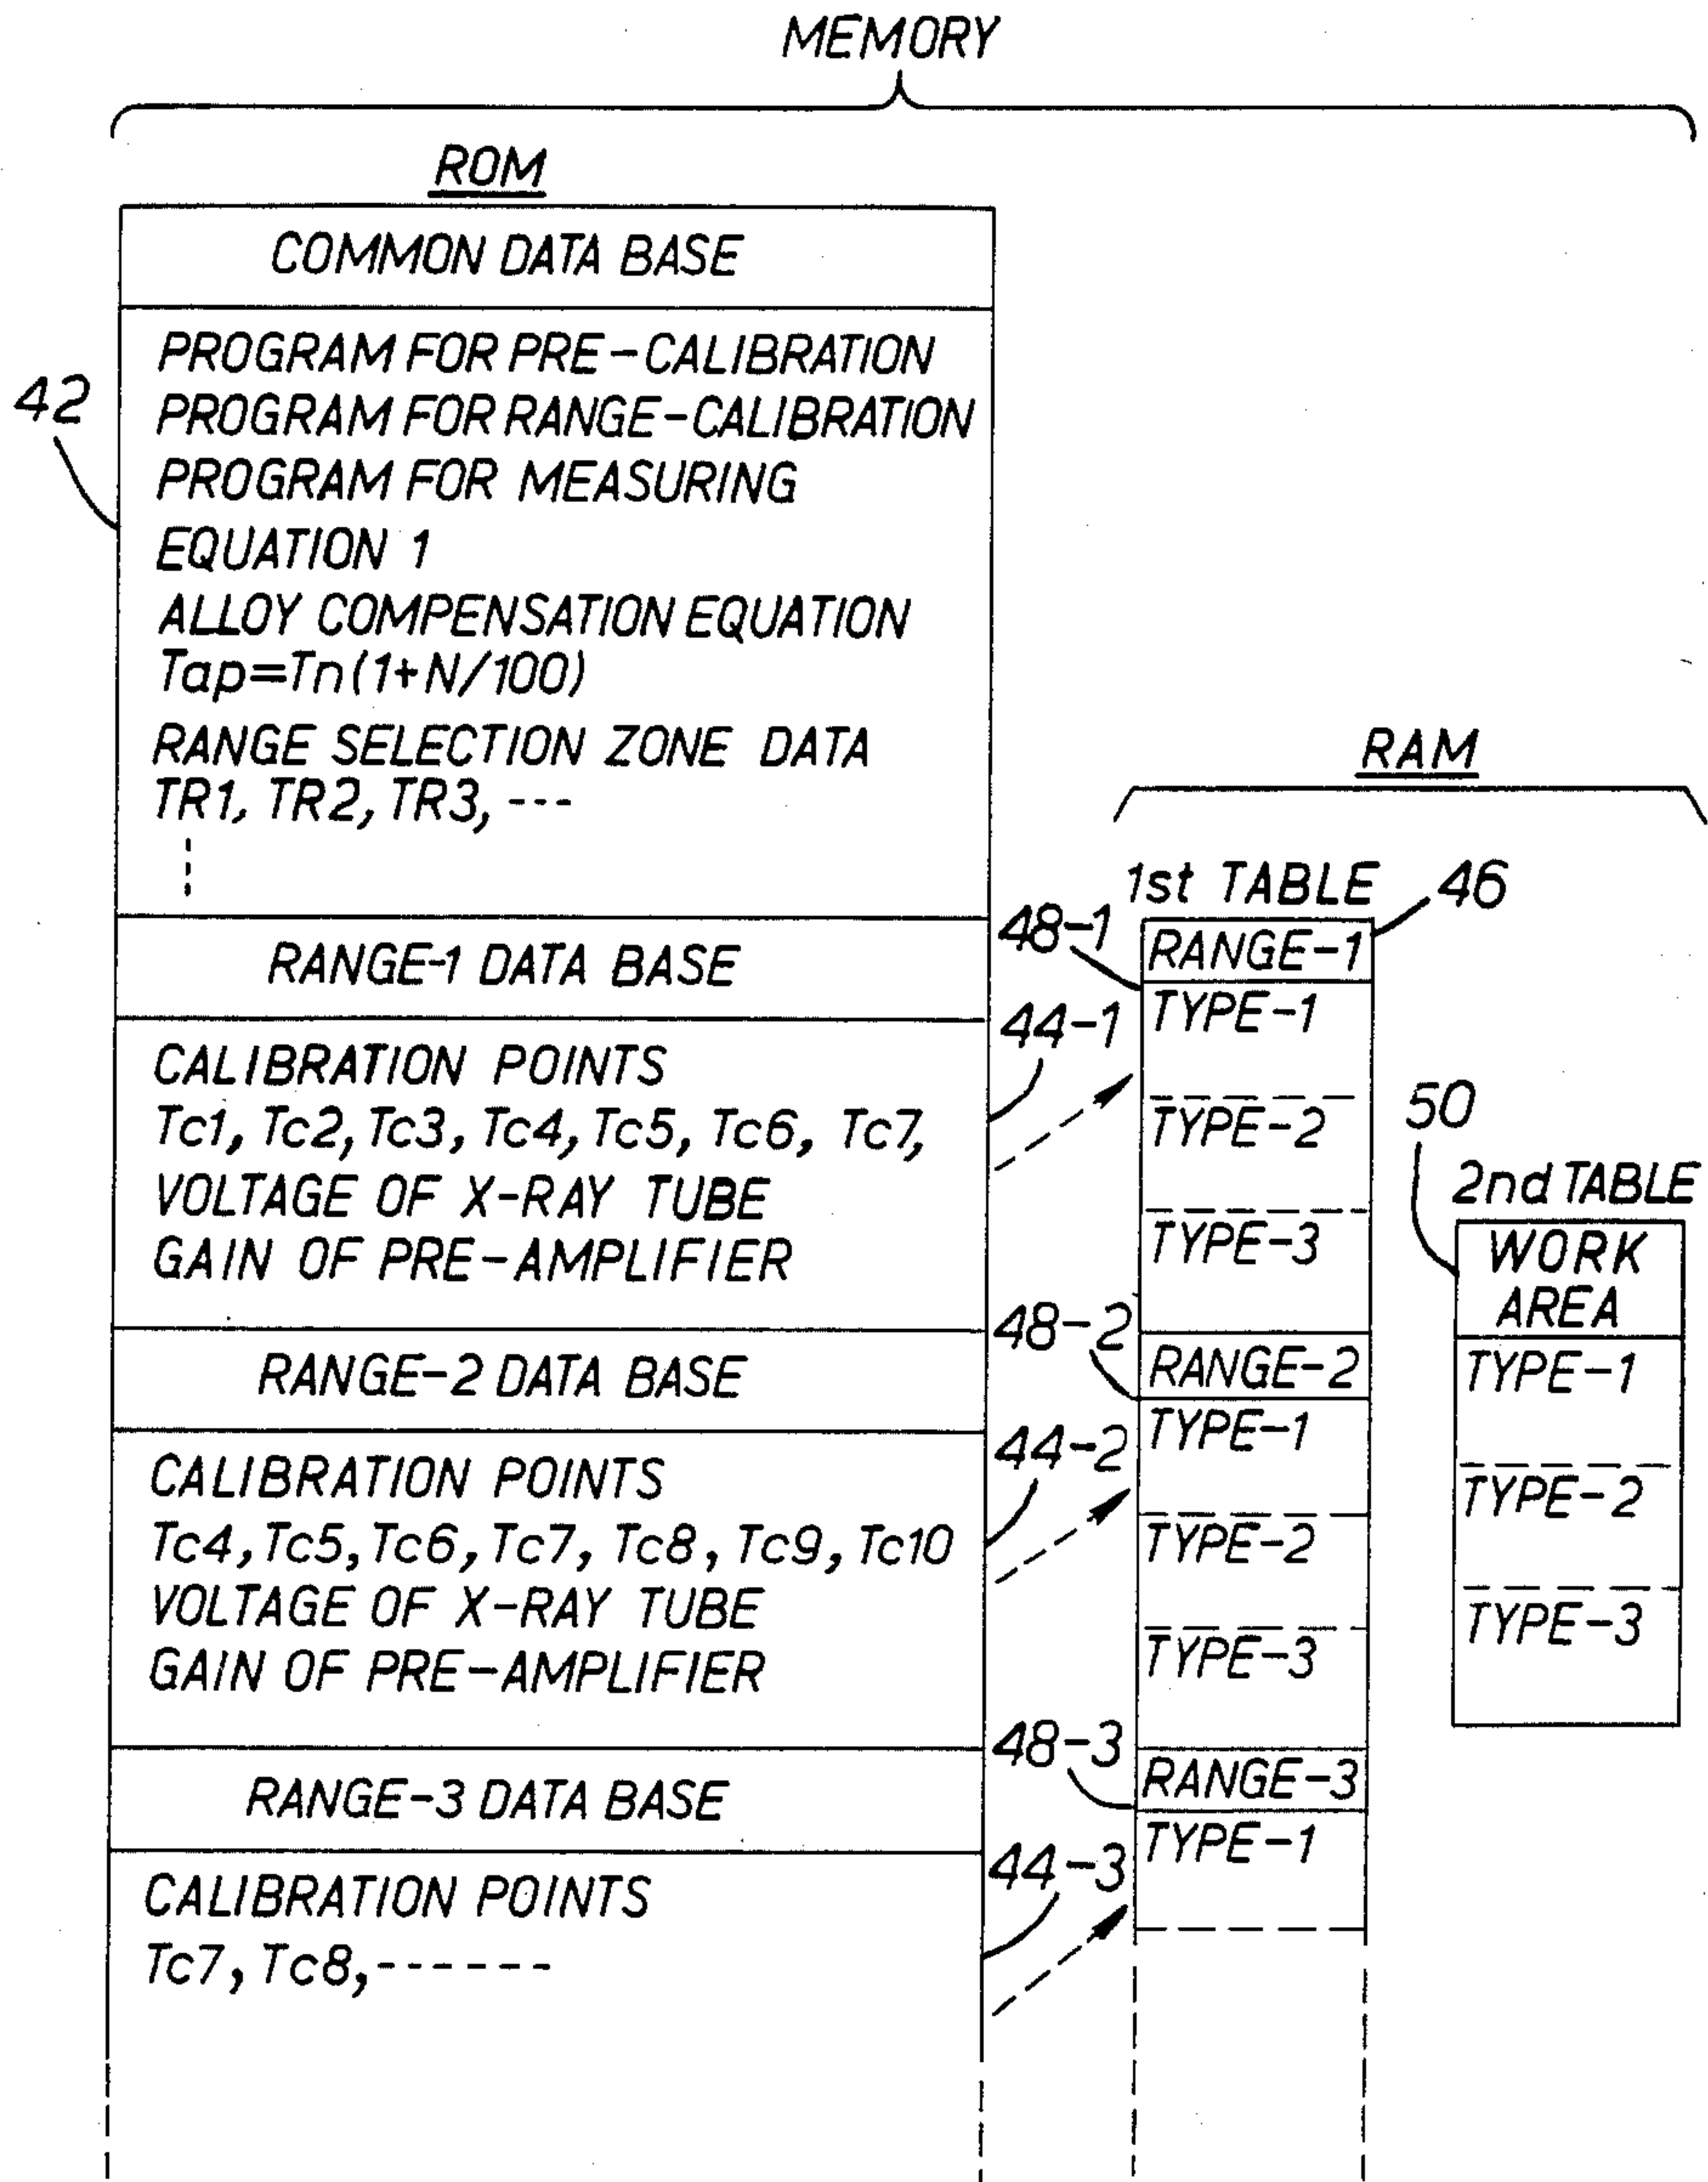 MEMORY
ROM
COMMON DATA BASE
42
PROGRAM FOR PRE-CALIBRATION
PROGRAM FOR RANGE-CALIBRATION
PROGRAM FOR MEASURING
EQUATION 1
ALLOY COMPENSATION EQUATION
Tap=Tn(1+N/100)
RANGE SELECTION ZONE DATA
TR1, TR2, TR3, ---
RANGE-1 DATA BASE
44-1
CALIBRATION POINTS
Tc1, Tc2, Tc3, Tc4, Tc5, Tc6, Tc7,
VOLTAGE OF X-RAY TUBE
GAIN OF PRE-AMPLIFIER
RANGE-2 DATA BASE
44-2
CALIBRATION POINTS
Tc4, Tc5, Tc6, Tc7, Tc8, Tc9, Tc10
VOLTAGE OF X-RAY TUBE
GAIN OF PRE-AMPLIFIER
RANGE-3 DATA BASE
44-3
CALIBRATION POINTS
Tc7, Tc8, ------
RAM
1st TABLE
46
48-1
RANGE-1
TYPE-1
TYPE-2
TYPE-3
48-2
RANGE-2
TYPE-1
TYPE-2
TYPE-3
48-3
RANGE-3
TYPE-1
50
2nd TABLE
WORK
AREA
TYPE-1
TYPE-2
TYPE-3